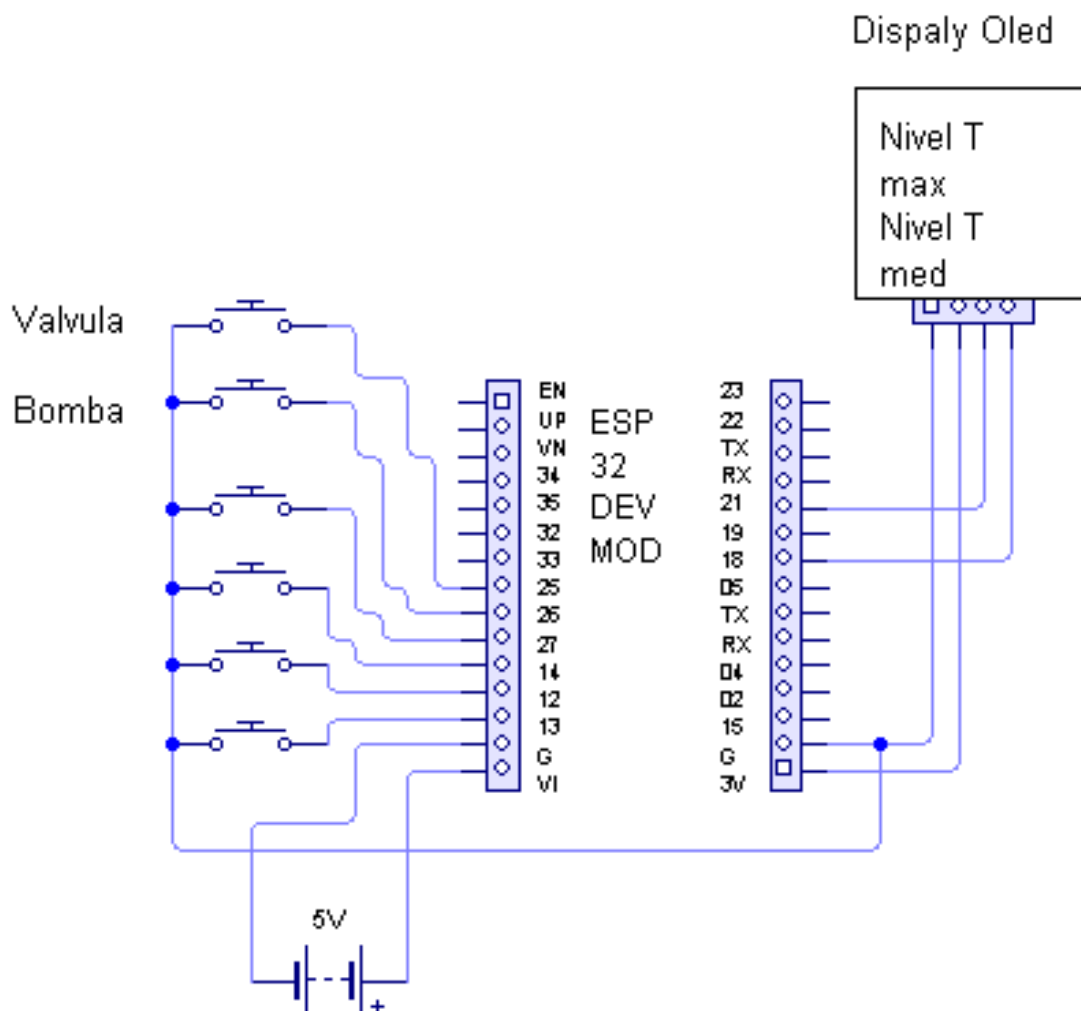 Dispaly Oled
Nivel T
max
Nivel T
med
Valvula
Bomba
ESP
32
DEV
MOD
EN
UP
VN
34
35
32
33
25
26
27
14
12
13
G
VI
23
22
TX
RX
21
19
18
D5
TX
RX
D4
D2
15
G
3V
5V
+